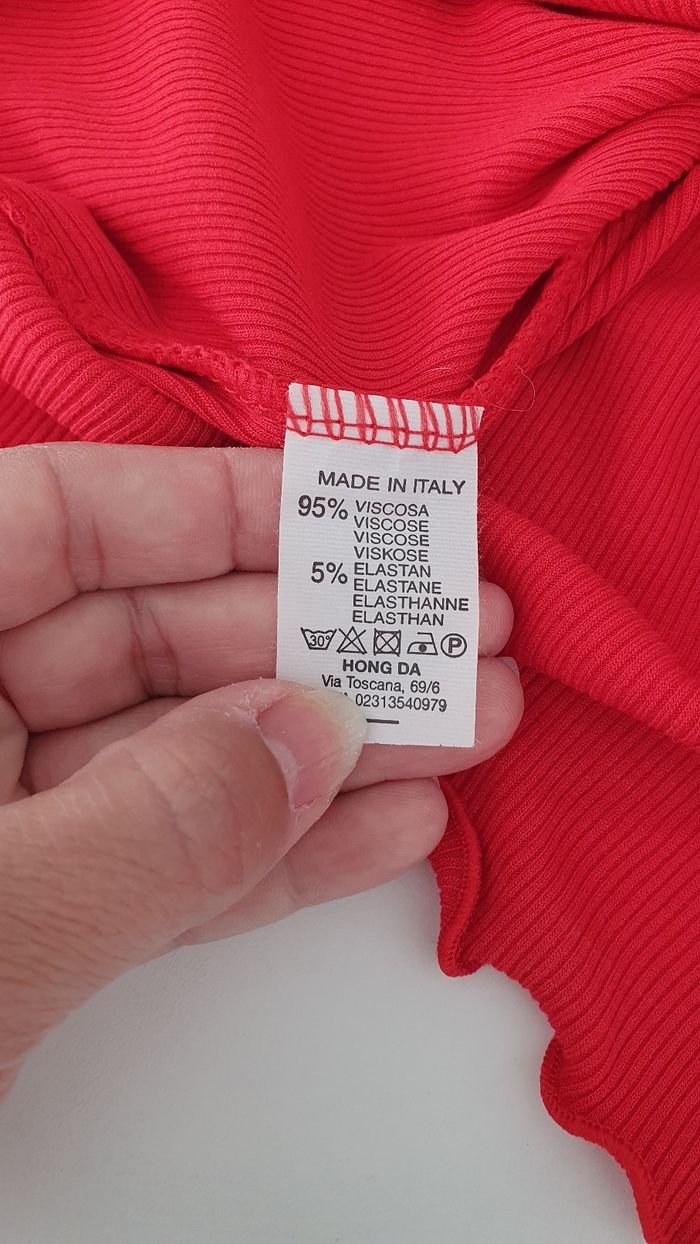 MADE IN ITALY
95% VISCOSA
VISCOSE
VISCOSE
VISKOSE
5% ELASTAN
ELASTANE
ELASTHANNE
ELASTHAN
30° P
HONG DA
Via Toscana, 69/6
02313540979